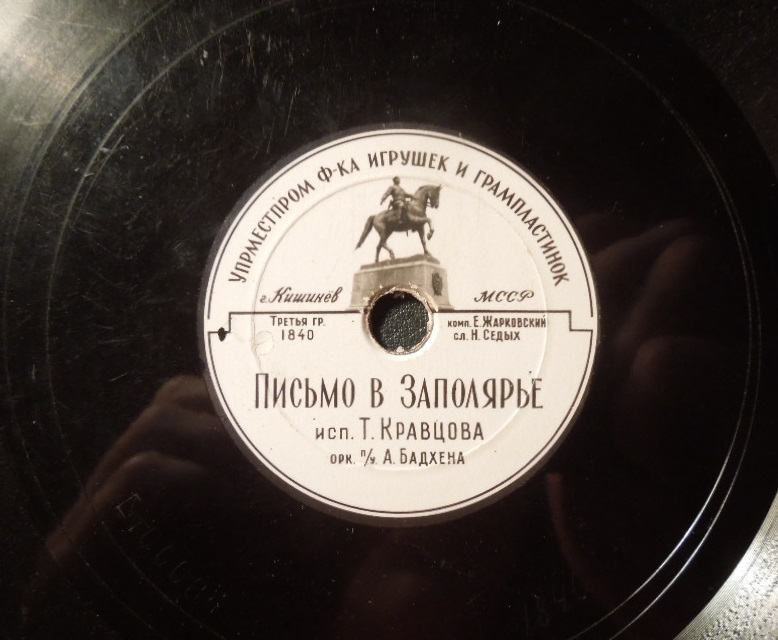 УПРМЕСТПРОМ Ф-КА ИГРУШЕК И ГРАМПЛАСТИНОК
г. Кишинёв МССР
ТРЕТЬЯ ГР.
1840
КОМП. Е. ЖАРКОВСКИЙ
СЛ. Н. СЕДЫХ
ПИСЬМО В ЗАПОЛЯРЬЕ
ИСП. Т. КРАВЦОВА
ОРК. П/У. А. БАДХЕНА